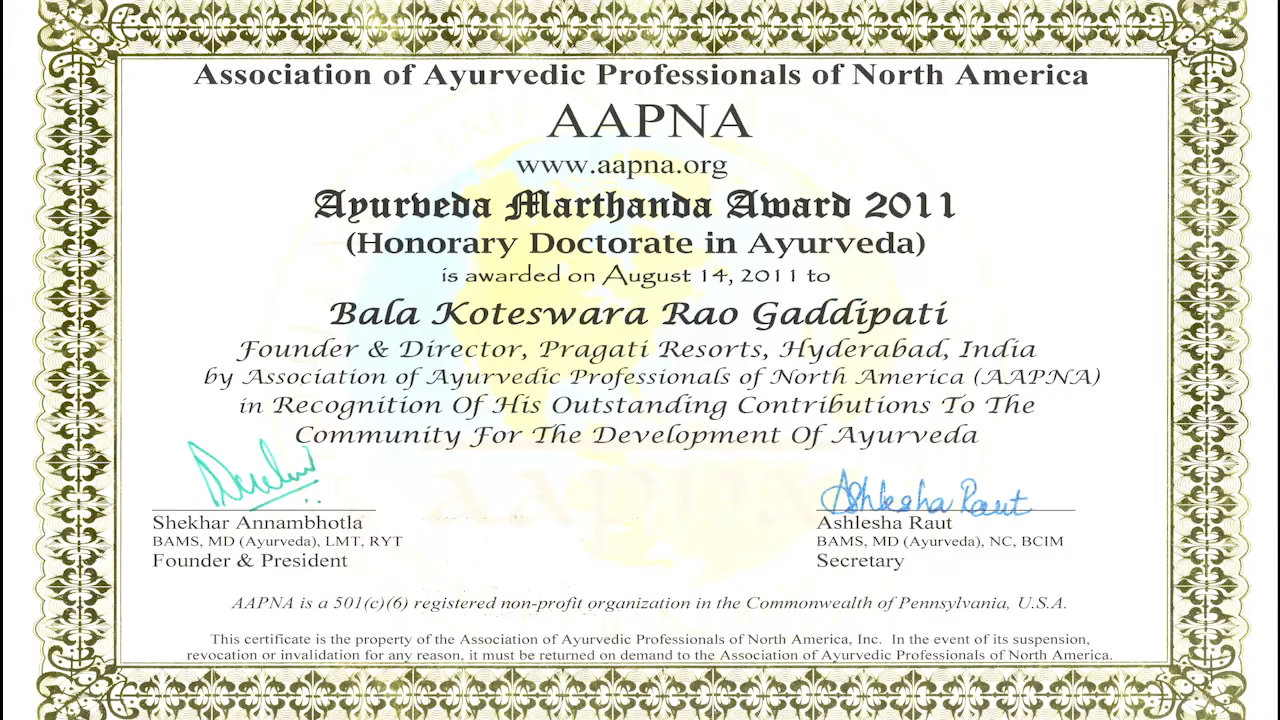 Association of Ayurvedic Professionals of North America
AAPNA
www.aapna.org
Ayurveda Marthanda Award 2011
(Honorary Doctorate in Ayurveda)
is awarded on August 14, 2011 to
Bala Koteswara Rao Gaddipati
Founder & Director, Pragati Resorts, Hyderabad, India
by Association of Ayurvedic Professionals of North America (AAPNA)
in Recognition Of His Outstanding Contributions To The
Community For The Development Of Ayurveda
Ashlesha Raut
Shekhar Annambhotla
BAMS, MD (Ayurveda), LMT, RYT
Founder & President
Ashlesha Raut
BAMS, MD (Ayurveda), NC, BCIM
Secretary
AAPNA is a 501(c)(6) registered non-profit organization in the Commonwealth of Pennsylvania, U.S.A.
This certificate is the property of the Association of Ayurvedic Professionals of North America, Inc. In the event of its suspension,
revocation or invalidation for any reason, it must be returned on demand to the Association of Ayurvedic Professionals of North America.